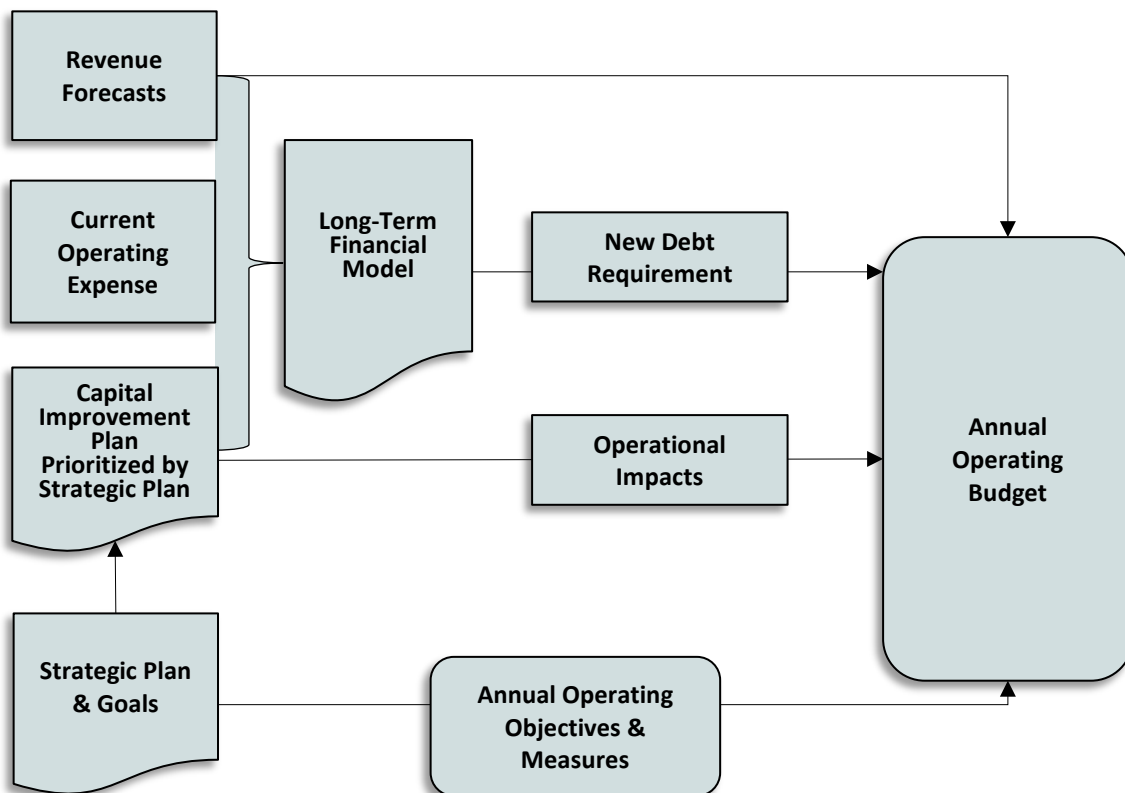 Revenue
Forecasts
Current
Operating
Expense
Long-Term
Financial
Model
New Debt
Requirement
Capital
Improvement
Plan
Prioritized by
Strategic Plan
Operational
Impacts
Annual
Operating
Budget
Strategic Plan
& Goals
Annual Operating
Objectives &
Measures